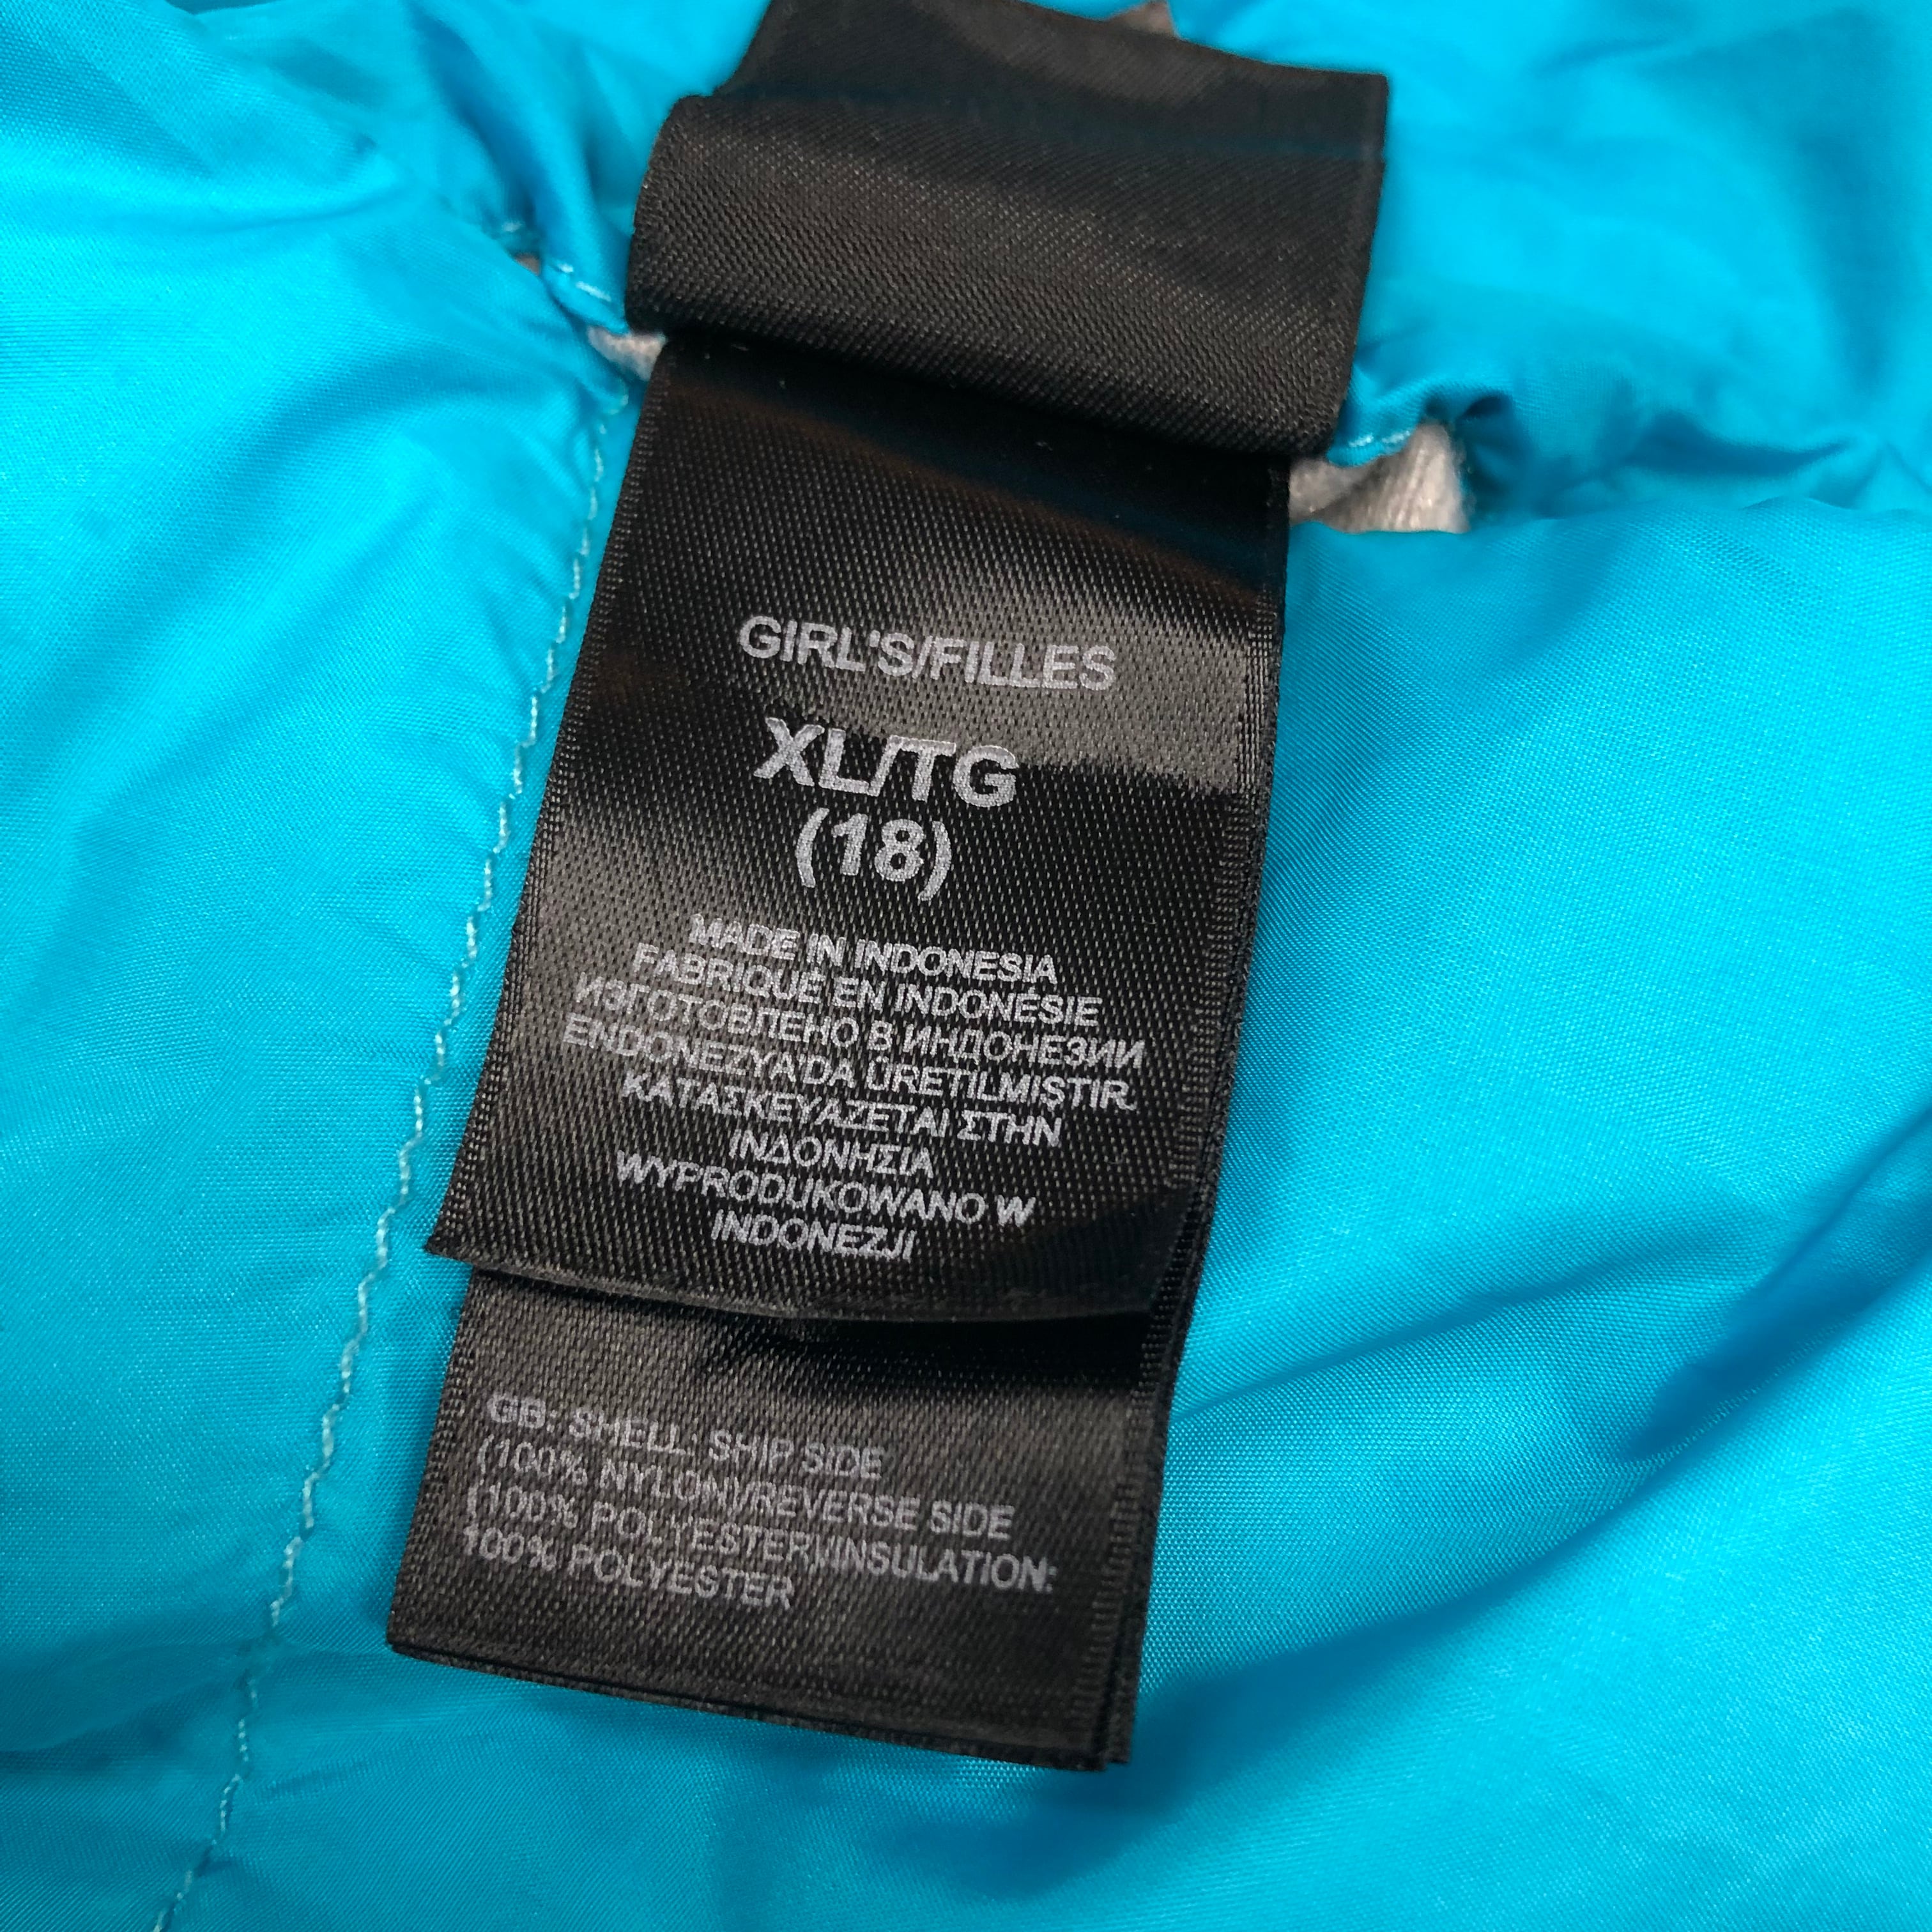 GIRL'S/FILLES
XL/TG
(18)
MADE IN INDONESIA
FABRIQUÉ EN INDONÉSIE
ИЗГОТОВЛЕНО В ИНДОНЕЗИИ
ENDONEZYA'DA ÜRETILMIŞTIR
ΚΑΤΑΣΚΕΥΑΖΕΤΑΙ ΣΤΗΝ
ΙΝΔΟΝΗΣΙΑ
WYPRODUKOWANO W
INDONEZJI
GB: SHELL: SHIP SIDE
(100% NYLON)/REVERSE SIDE
(100% POLYESTER)/INSULATION:
100% POLYESTER